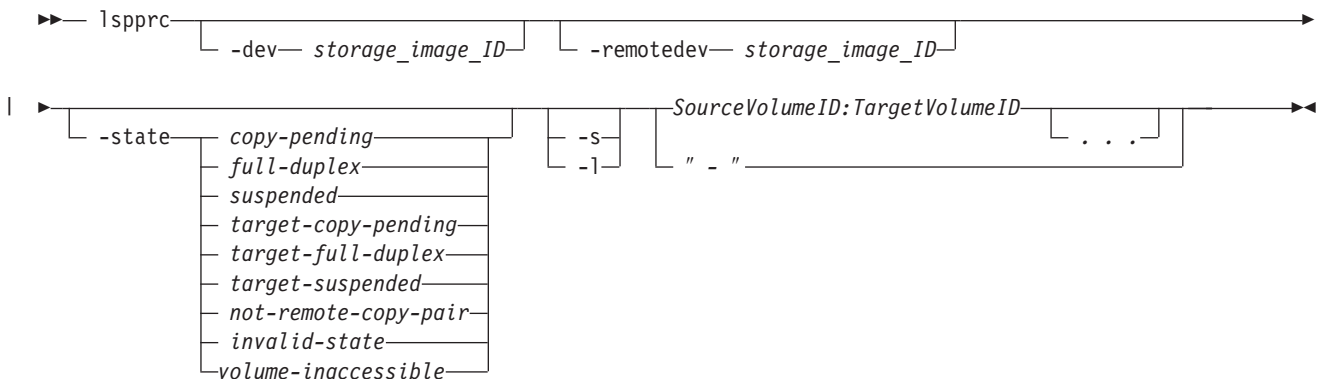 lspprc
-dev storage_image_ID -remotedev storage_image_ID
SourceVolumeID:TargetVolumeID
-state copy-pending -s . . .
full-duplex -l " - "
suspended
target-copy-pending
target-full-duplex
target-suspended
not-remote-copy-pair
invalid-state
volume-inaccessible